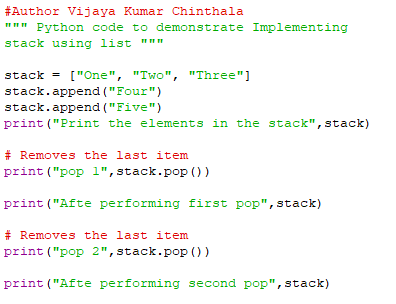 #Author Vijaya Kumar Chinthala
""" Python code to demonstrate Implementing
stack using list """
stack = ["One", "Two", "Three"]
stack.append("Four")
stack.append("Five")
print("Print the elements in the stack",stack)
# Removes the last item
print("pop 1",stack.pop())
print("Afte performing first pop",stack)
# Removes the last item
print("pop 2",stack.pop())
print("Afte performing second pop",stack)